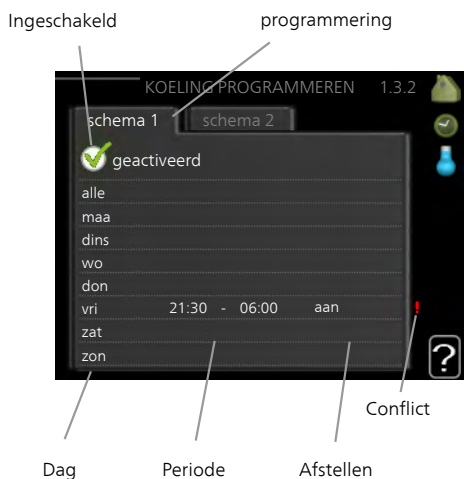 Ingeschakeld programmering
KOELING PROGRAMMEREN 1.3.2
schema 1 schema 2
geactiveerd
alle
maa
dins
wo
don
vri 21:30 - 06:00 aan !
zat
zon
?
Conflict
Dag Periode Afstellen